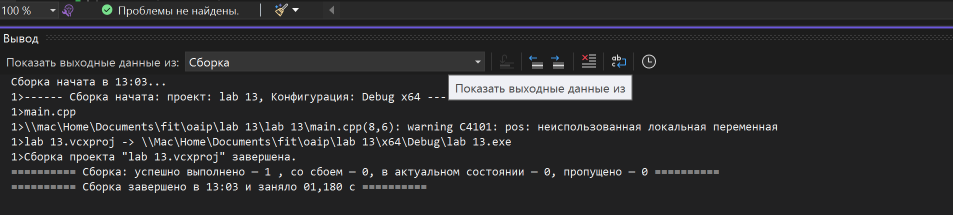 100 %
Проблемы не найдены.
Вывод
Показать выходные данные из: Сборка
Показать выходные данные из
Сборка начата в 13:03...
1>------ Сборка начата: проект: lab 13, Конфигурация: Debug x64 ---
1>main.cpp
1>\\mac\Home\Documents\fit\oaip\lab 13\lab 13\main.cpp(8,6): warning C4101: pos: неиспользованная локальная переменная
1>lab 13.vcxproj -> \\Mac\Home\Documents\fit\oaip\lab 13\x64\Debug\lab 13.exe
1>Сборка проекта "lab 13.vcxproj" завершена.
========== Сборка: успешно выполнено — 1 , со сбоем — 0, в актуальном состоянии — 0, пропущено — 0 ==========
========== Сборка завершено в 13:03 и заняло 01,180 с ==========